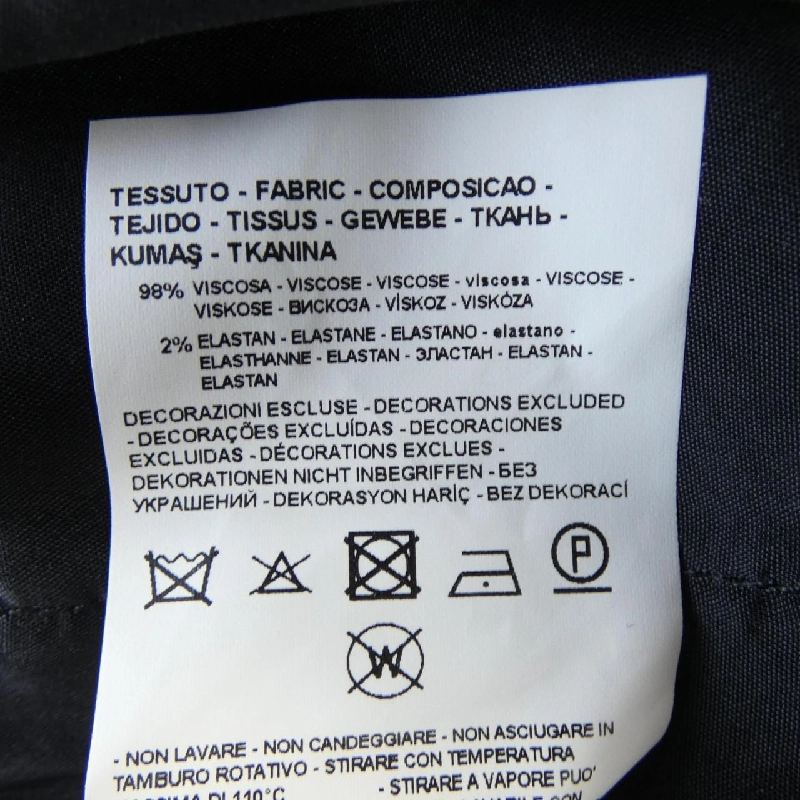 TESSUTO - FABRIC - COMPOSICAO -
TEJIDO - TISSUS - GEWEBE - ТКАНЬ -
KUMAŞ - TKANINA
98% VISCOSA - VISCOSE - VISCOSE - viscosa - VISCOSE -
VISKOSE - ВИСКОЗА - VİSKOZ - VISKÓZA
2% ELASTAN - ELASTANE - ELASTANO - elastano -
ELASTHANNE - ELASTAN - ЭЛАСТАН - ELASTAN -
ELASTAN
DECORAZIONI ESCLUSE - DECORATIONS EXCLUDED
- DECORAÇÕES EXCLUÍDAS - DECORACIONES
EXCLUIDAS - DÉCORATIONS EXCLUES -
DEKORATIONEN NICHT INBEGRIFFEN - БЕЗ
УКРАШЕНИЙ - DEKORASYON HARİÇ - BEZ DEKORACÍ
P
W
- NON LAVARE - NON CANDEGGIARE - NON ASCIUGARE IN
TAMBURO ROTATIVO - STIRARE CON TEMPERATURA
DI 110°C - STIRARE A VAPORE PUO'